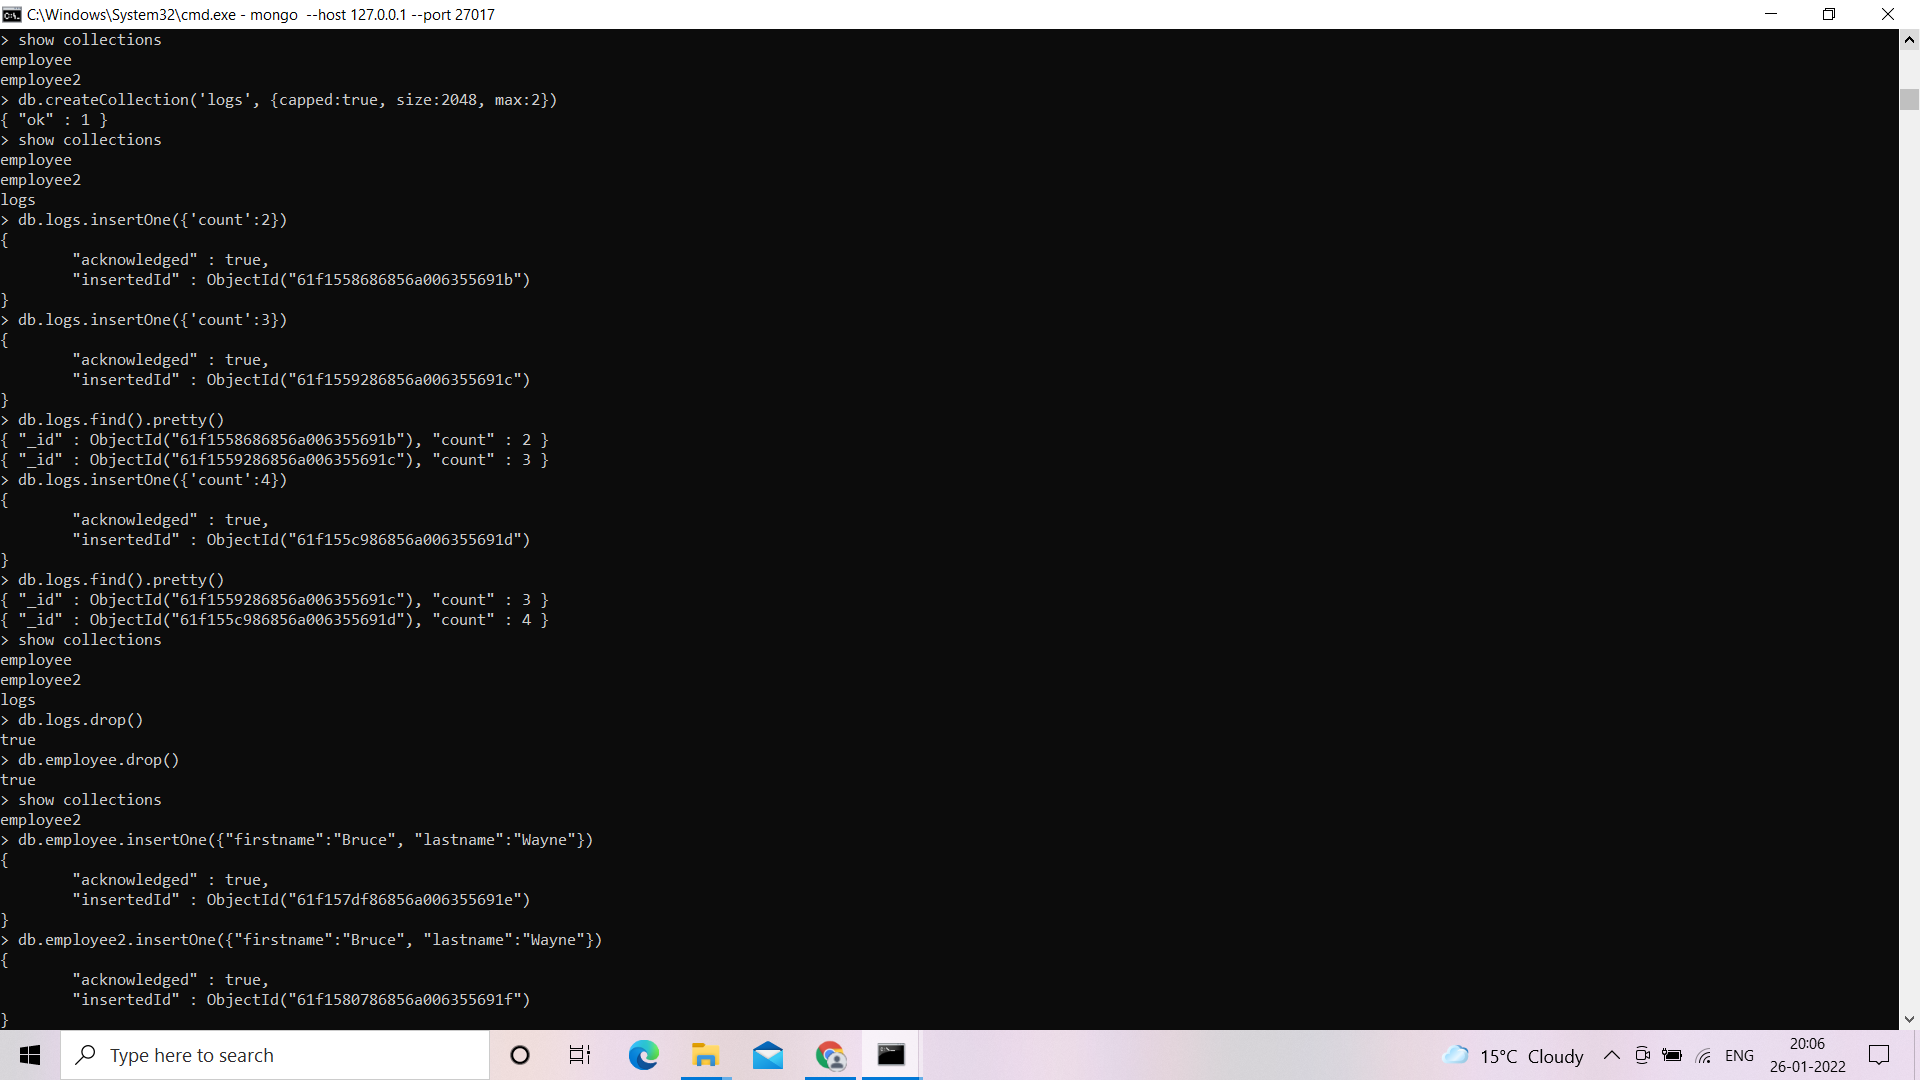 C:\Windows\System32\cmd.exe - mongo  --host 127.0.0.1 --port 27017
> show collections
employee
employee2
> db.createCollection('logs', {capped:true, size:2048, max:2})
{ "ok" : 1 }
> show collections
employee
employee2
logs
> db.logs.insertOne({'count':2})
{
        "acknowledged" : true,
        "insertedId" : ObjectId("61f1558686856a006355691b")
}
> db.logs.insertOne({'count':3})
{
        "acknowledged" : true,
        "insertedId" : ObjectId("61f1559286856a006355691c")
}
> db.logs.find().pretty()
{ "_id" : ObjectId("61f1558686856a006355691b"), "count" : 2 }
{ "_id" : ObjectId("61f1559286856a006355691c"), "count" : 3 }
> db.logs.insertOne({'count':4})
{
        "acknowledged" : true,
        "insertedId" : ObjectId("61f155c986856a006355691d")
}
> db.logs.find().pretty()
{ "_id" : ObjectId("61f1559286856a006355691c"), "count" : 3 }
{ "_id" : ObjectId("61f155c986856a006355691d"), "count" : 4 }
> show collections
employee
employee2
logs
> db.logs.drop()
true
> db.employee.drop()
true
> show collections
employee2
> db.employee.insertOne({"firstname":"Bruce", "lastname":"Wayne"})
{
        "acknowledged" : true,
        "insertedId" : ObjectId("61f157df86856a006355691e")
}
> db.employee2.insertOne({"firstname":"Bruce", "lastname":"Wayne"})
{
        "acknowledged" : true,
        "insertedId" : ObjectId("61f1580786856a006355691f")
}
Type here to search
15°C Cloudy
ENG
20:06
26-01-2022